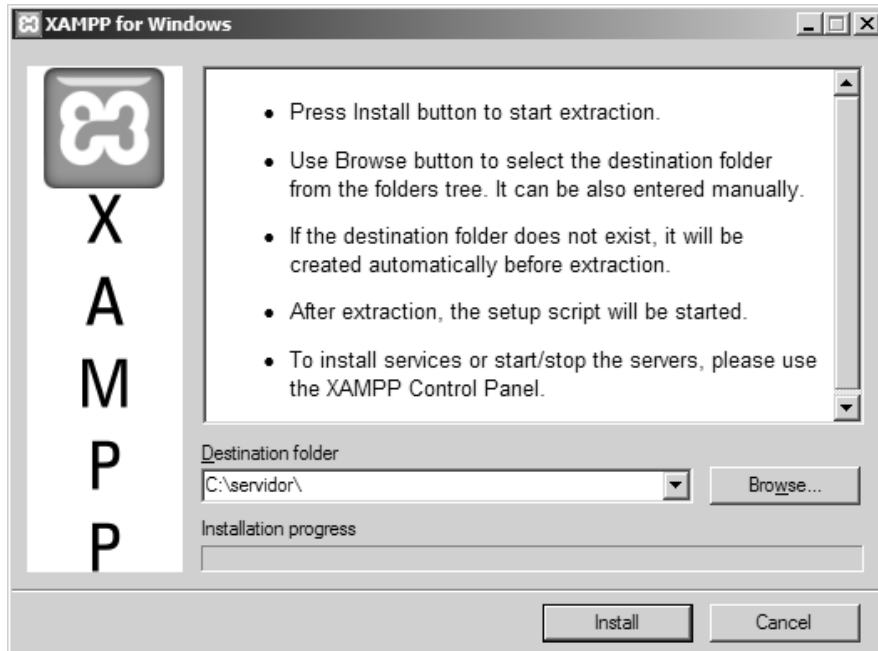 XAMPP for Windows
X
A
M
P
P
• Press Install button to start extraction.
• Use Browse button to select the destination folder
from the folders tree. It can be also entered manually.
• If the destination folder does not exist, it will be
created automatically before extraction.
• After extraction, the setup script will be started.
• To install services or start/stop the servers, please use
the XAMPP Control Panel.
Destination folder
C:\servidor\
Browse...
Installation progress
Install
Cancel